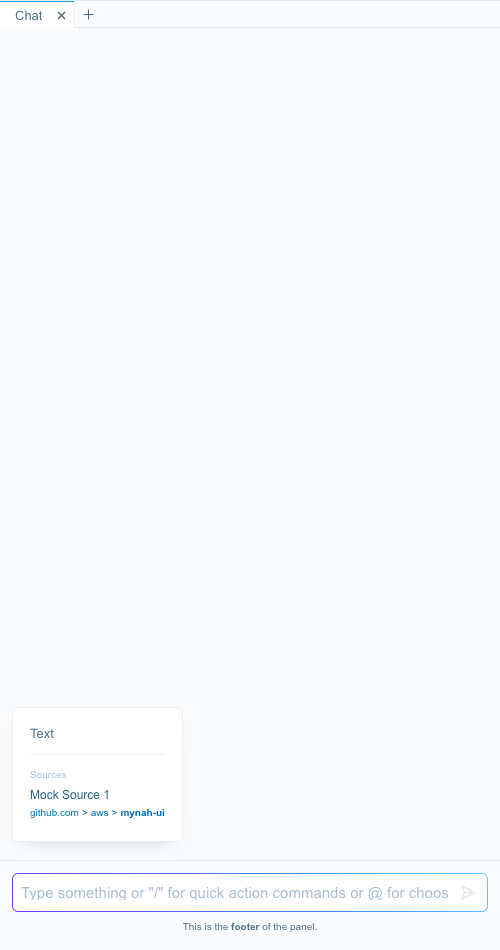 Chat
Text
Sources
Mock Source 1
github.com > aws > mynah-ui
Type something or "/" for quick action commands or @ for choos
This is the footer of the panel.